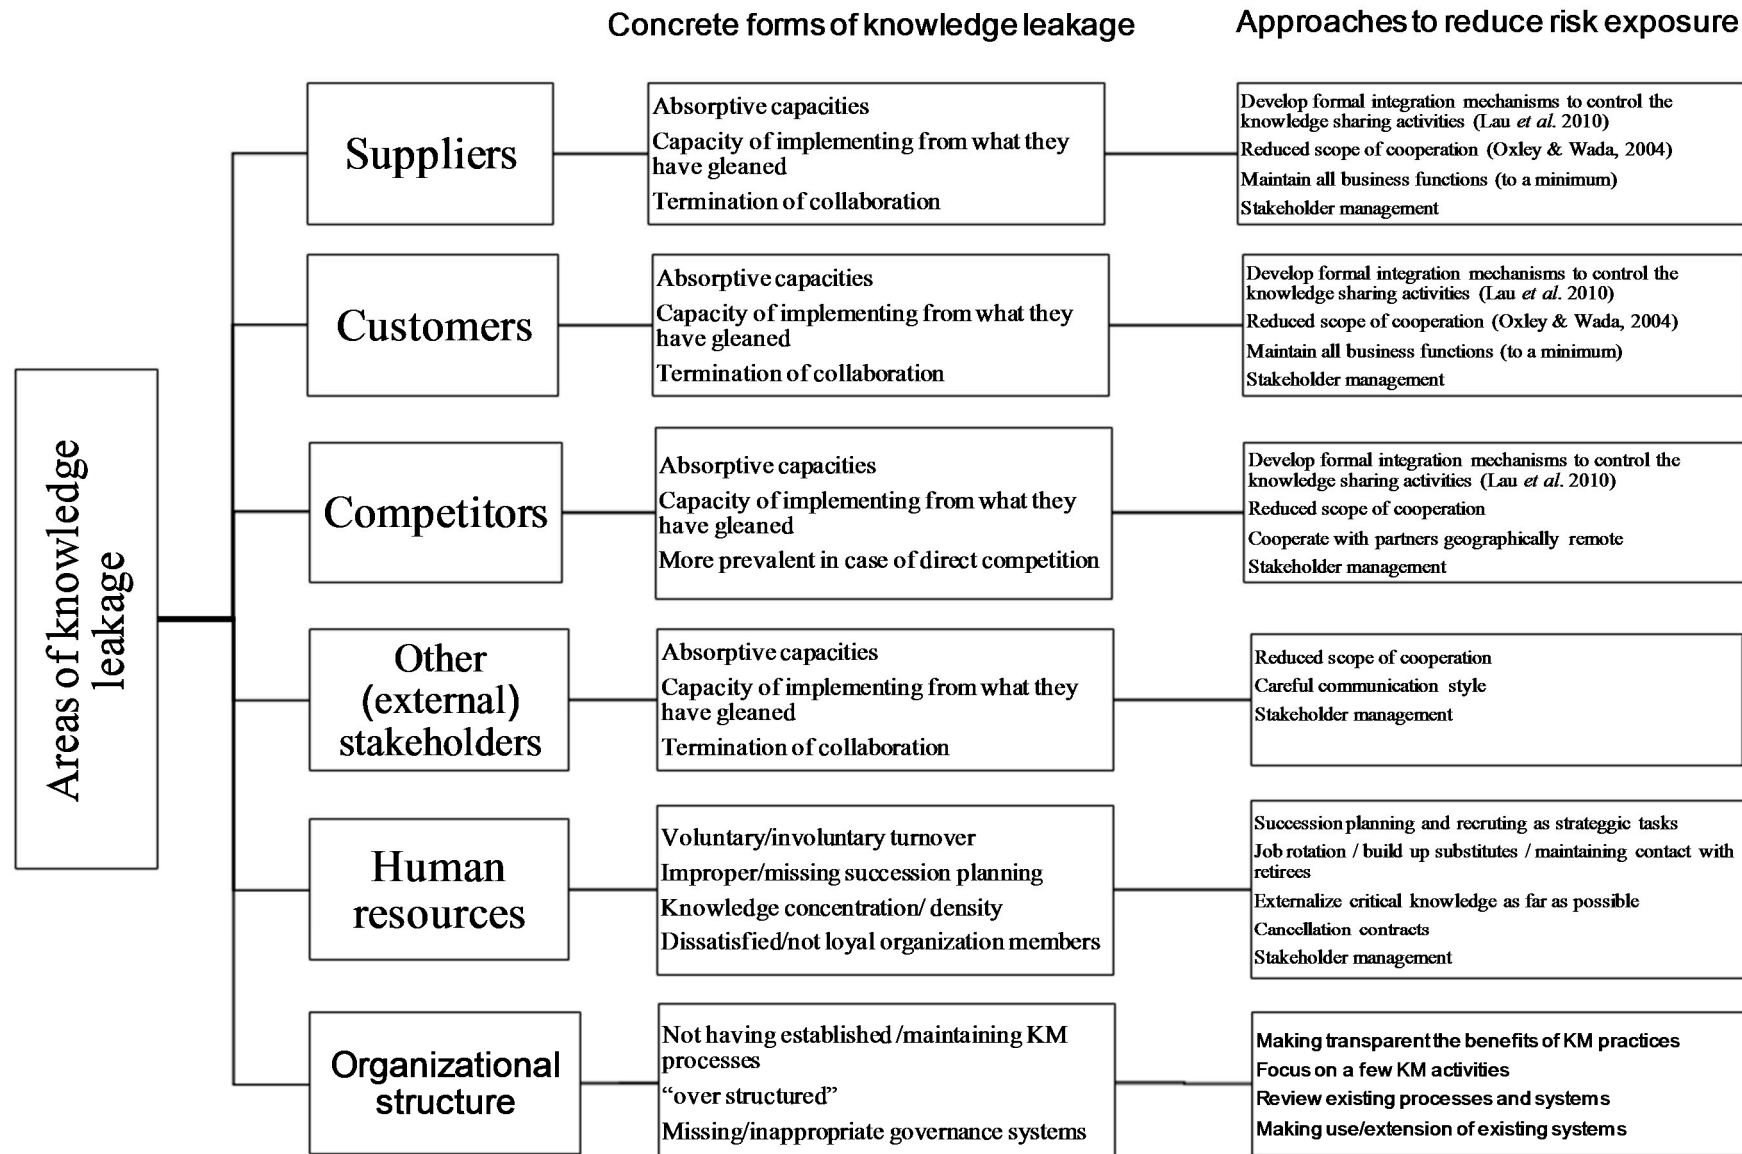 Concrete forms of knowledge leakage
Approaches to reduce risk exposure
Areas of knowledge
leakage
Suppliers
Absorptive capacities
Capacity of implementing from what they
have gleaned
Termination of collaboration
Develop formal integration mechanisms to control the
knowledge sharing activities (Lau et al. 2010)
Reduced scope of cooperation (Oxley & Wada, 2004)
Maintain all business functions (to a minimum)
Stakeholder management
Customers
Absorptive capacities
Capacity of implementing from what they
have gleaned
Termination of collaboration
Develop formal integration mechanisms to control the
knowledge sharing activities (Lau et al. 2010)
Reduced scope of cooperation (Oxley & Wada, 2004)
Maintain all business functions (to a minimum)
Stakeholder management
Competitors
Absorptive capacities
Capacity of implementing from what they
have gleaned
More prevalent in case of direct competition
Develop formal integration mechanisms to control the
knowledge sharing activities (Lau et al. 2010)
Reduced scope of cooperation
Cooperate with partners geographically remote
Stakeholder management
Other
(external)
stakeholders
Absorptive capacities
Capacity of implementing from what they
have gleaned
Termination of collaboration
Reduced scope of cooperation
Careful communication style
Stakeholder management
Human
resources
Voluntary/involuntary turnover
Improper/missing succession planning
Knowledge concentration/ density
Dissatisfied/not loyal organization members
Succession planning and recruting as strateggic tasks
Job rotation / build up substitutes / maintaining contact with
retirees
Externalize critical knowledge as far as possible
Cancellation contracts
Stakeholder management
Organizational
structure
Not having established /maintaining KM
processes
“over structured”
Missing/inappropriate governance systems
Making transparent the benefits of KM practices
Focus on a few KM activities
Review existing processes and systems
Making use/extension of existing systems